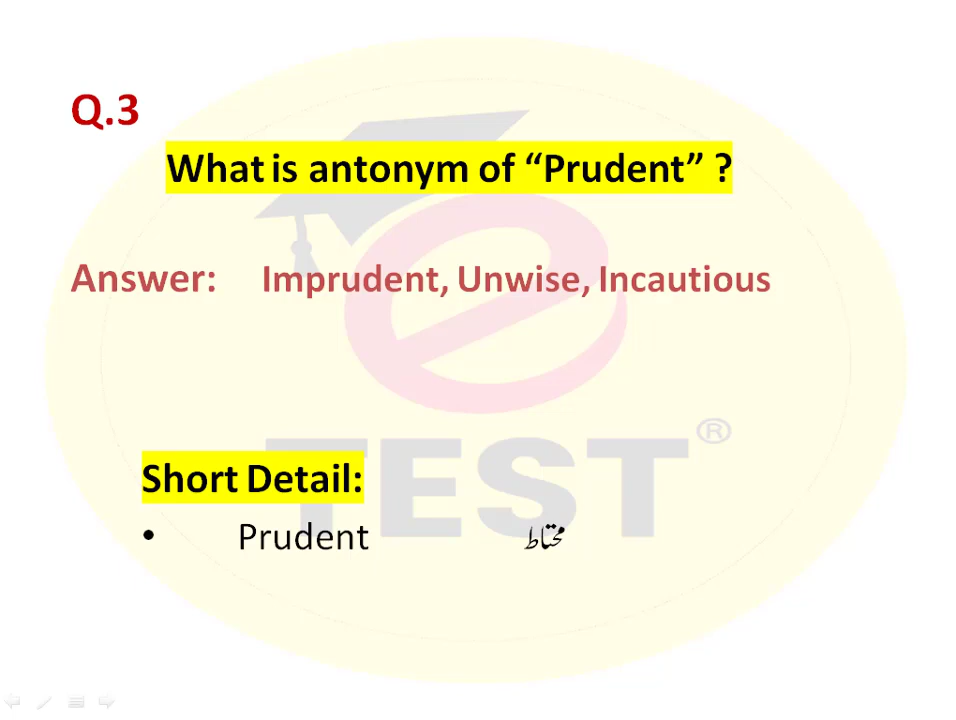 Q.3
What is antonym of “Prudent” ?
Answer: Imprudent, Unwise, Incautious
TEST®
Short Detail:
• Prudent محتاط